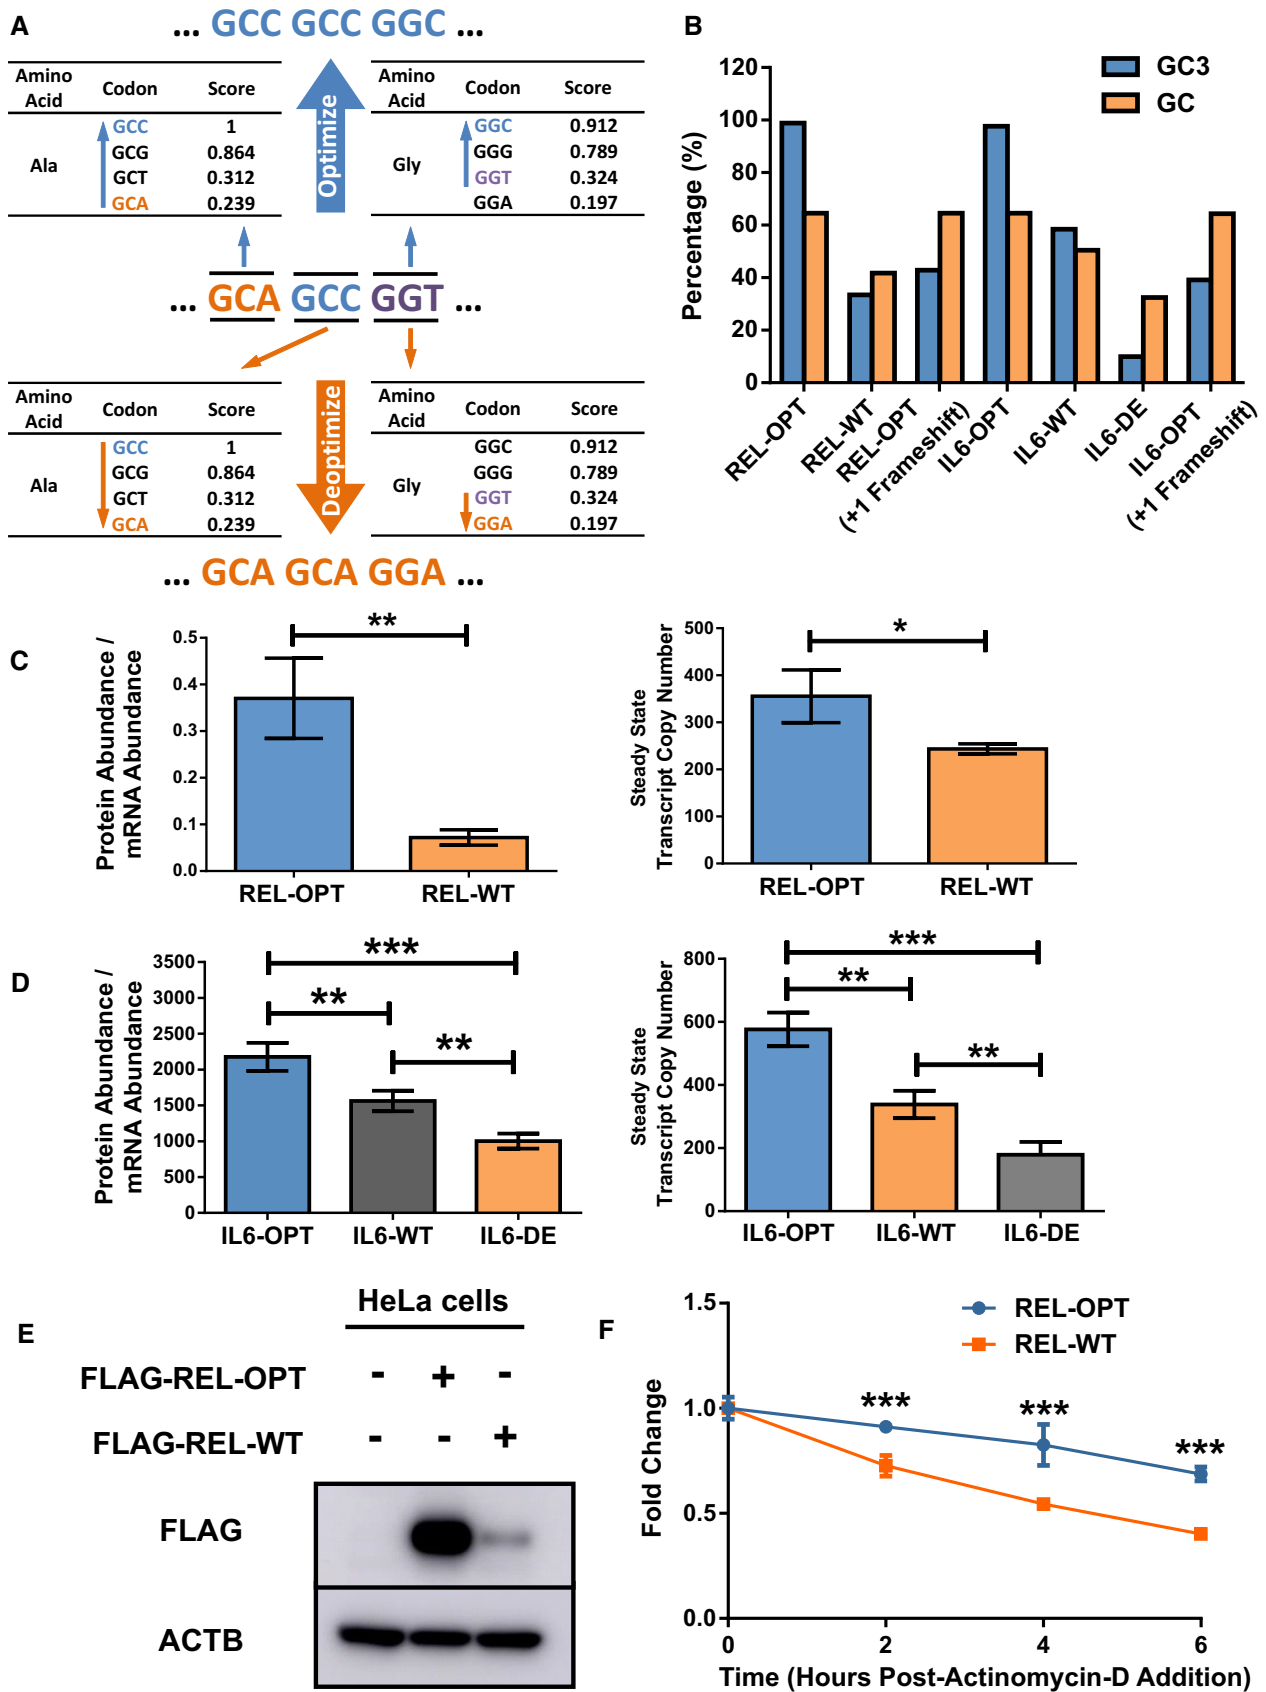 A
... GCC GCC GGC ...
Amino Acid Codon Score
Ala
GCC 1
GCG 0.864
GCT 0.312
GCA 0.239
Optimize
Amino Acid Codon Score
Gly
GGC 0.912
GGG 0.789
GGT 0.324
GGA 0.197
... GCA GCC GGT ...
Amino Acid Codon Score
Ala
GCC 1
GCG 0.864
GCT 0.312
GCA 0.239
Deoptimize
Amino Acid Codon Score
Gly
GGC 0.912
GGG 0.789
GGT 0.324
GGA 0.197
... GCA GCA GGA ...
B
GC3
GC
Percentage (%)
120
100
80
60
40
20
0
REL-OPT
REL-WT
REL-OPT
(+1 Frameshift)
IL6-OPT
IL6-WT
IL6-DE
IL6-OPT
(+1 Frameshift)
C
Protein Abundance /
mRNA Abundance
0.5
0.4
0.3
0.2
0.1
0.0
**
REL-OPT REL-WT
Steady State
Transcript Copy Number
500
400
300
200
100
0
*
REL-OPT REL-WT
D
Protein Abundance /
mRNA Abundance
3500
3000
2500
2000
1500
1000
500
0
***
**
**
IL6-OPT IL6-WT IL6-DE
Steady State
Transcript Copy Number
800
600
400
200
0
***
**
**
IL6-OPT IL6-WT IL6-DE
E
HeLa cells
FLAG-REL-OPT - + -
FLAG-REL-WT - - +
FLAG
ACTB
F
REL-OPT
REL-WT
Fold Change
1.5
1.0
0.5
0.0
***
***
***
0 2 4 6
Time (Hours Post-Actinomycin-D Addition)